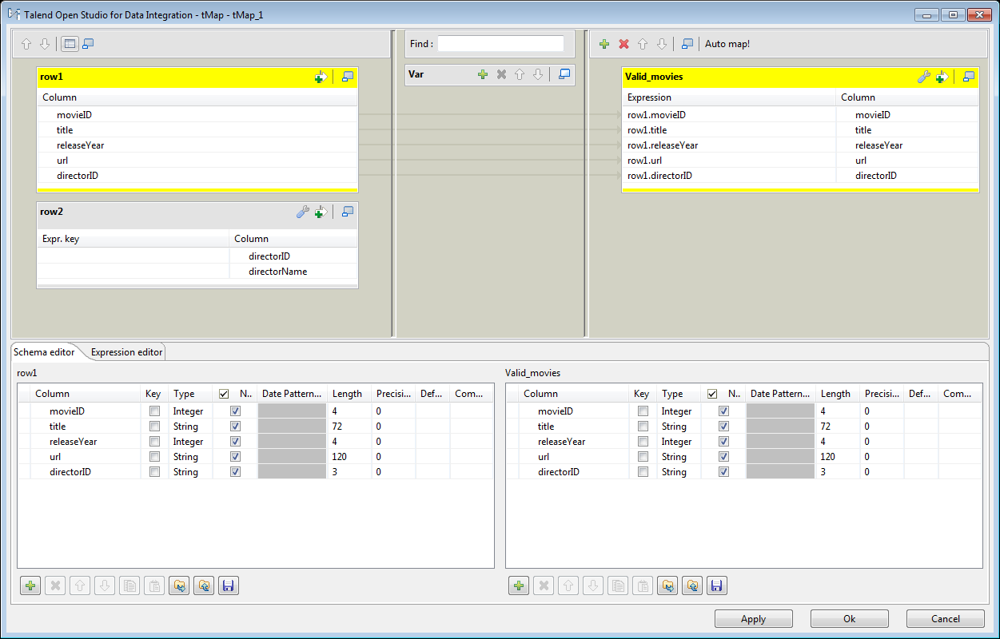 Talend Open Studio for Data Integration - tMap - tMap_1
Find :
Auto map!
row1
Column
movieID
title
releaseYear
url
directorID
row2
Expr. key Column
directorID
directorName
Var
Valid_movies
Expression Column
row1.movieID movieID
row1.title title
row1.releaseYear releaseYear
row1.url url
row1.directorID directorID
Schema editor Expression editor
row1
Column Key Type N.. Date Pattern... Length Precisi... Def... Com...
movieID Integer 4 0
title String 72 0
releaseYear Integer 4 0
url String 120 0
directorID String 3 0
Valid_movies
Column Key Type N.. Date Pattern... Length Precisi... Def... Com...
movieID Integer 4 0
title String 72 0
releaseYear Integer 4 0
url String 120 0
directorID String 3 0
Apply Ok Cancel